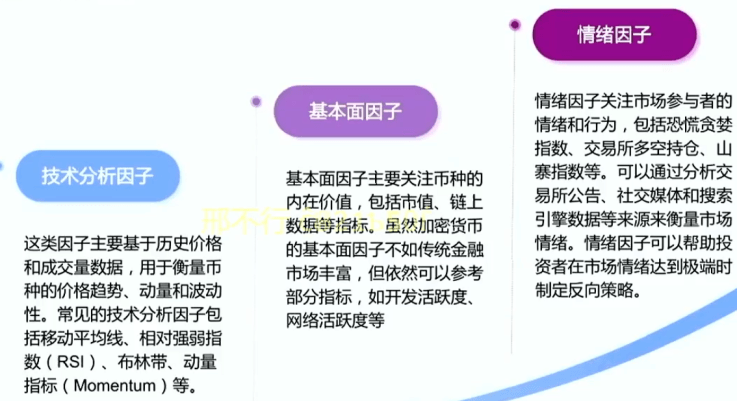 技术分析因子
这类因子主要基于历史价格
和成交量数据，用于衡量币
种的价格趋势、动量和波动
性。常见的技术分析因子包
括移动平均线、相对强弱指
数（RSI）、布林带、动量
指标（Momentum）等。
基本面因子
基本面因子主要关注币种的
内在价值，包括市值、链上
数据等指标。虽然加密货币
的基本面因子不如传统金融
市场丰富，但依然可以参考
部分指标，如开发活跃度、
网络活跃度等
情绪因子
情绪因子关注市场参与者的
情绪和行为，包括恐慌贪婪
指数、交易所多空持仓、山
寨指数等。可以通过分析交
易所公告、社交媒体和搜索
引擎数据等来源来衡量市场
情绪。情绪因子可以帮助投
资者在市场情绪达到极端时
制定反向策略。
邢不行